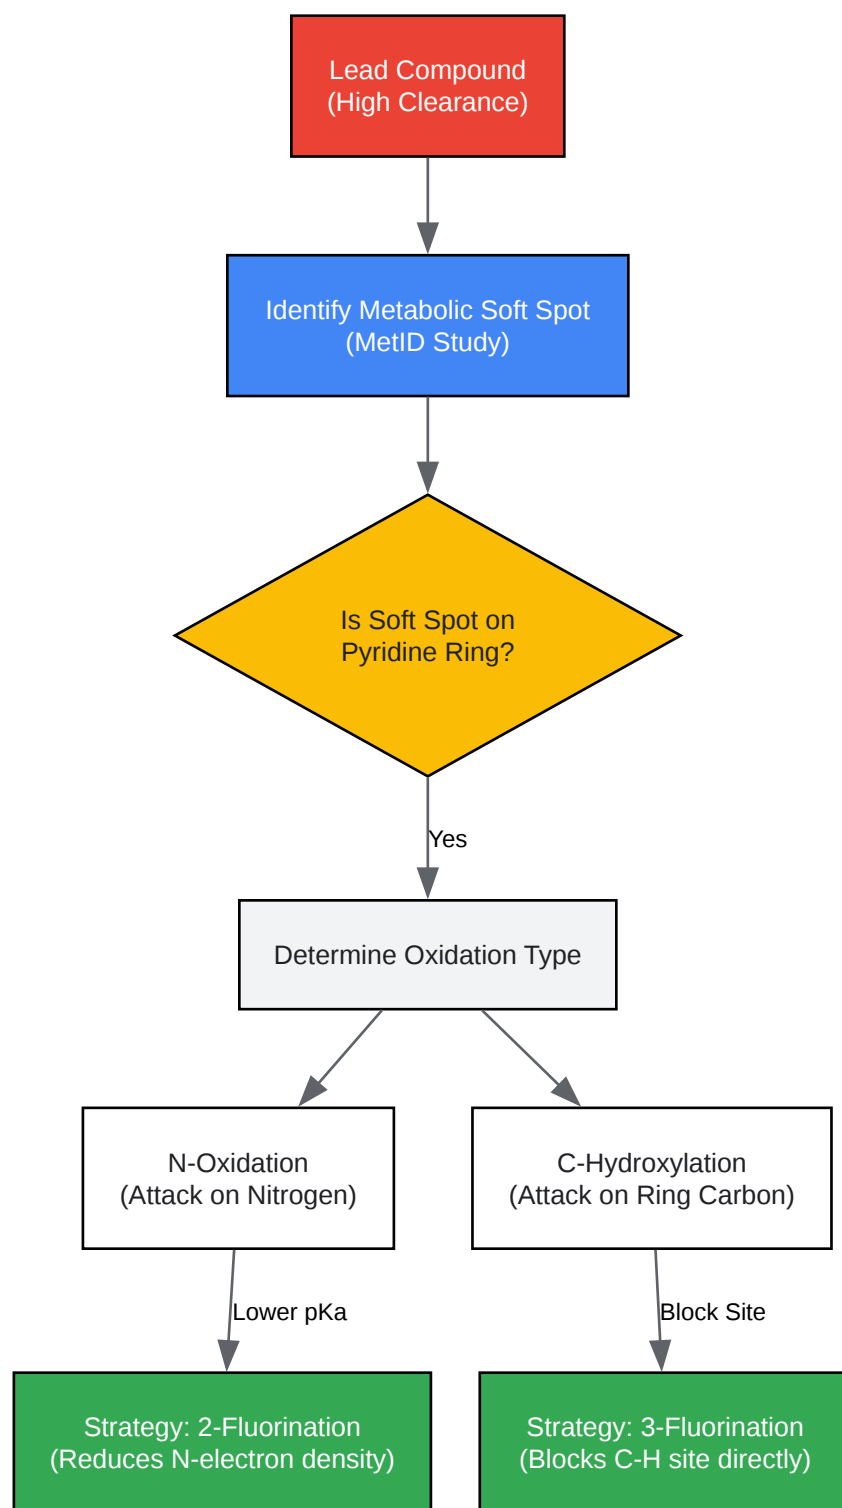 Lead Compound
(High Clearance)
Identify Metabolic Soft Spot
(MetID Study)
Is Soft Spot on
Pyridine Ring?
Yes
Determine Oxidation Type
N-Oxidation
(Attack on Nitrogen)
C-Hydroxylation
(Attack on Ring Carbon)
Lower pKa
Block Site
Strategy: 2-Fluorination
(Reduces N-electron density)
Strategy: 3-Fluorination
(Blocks C-H site directly)